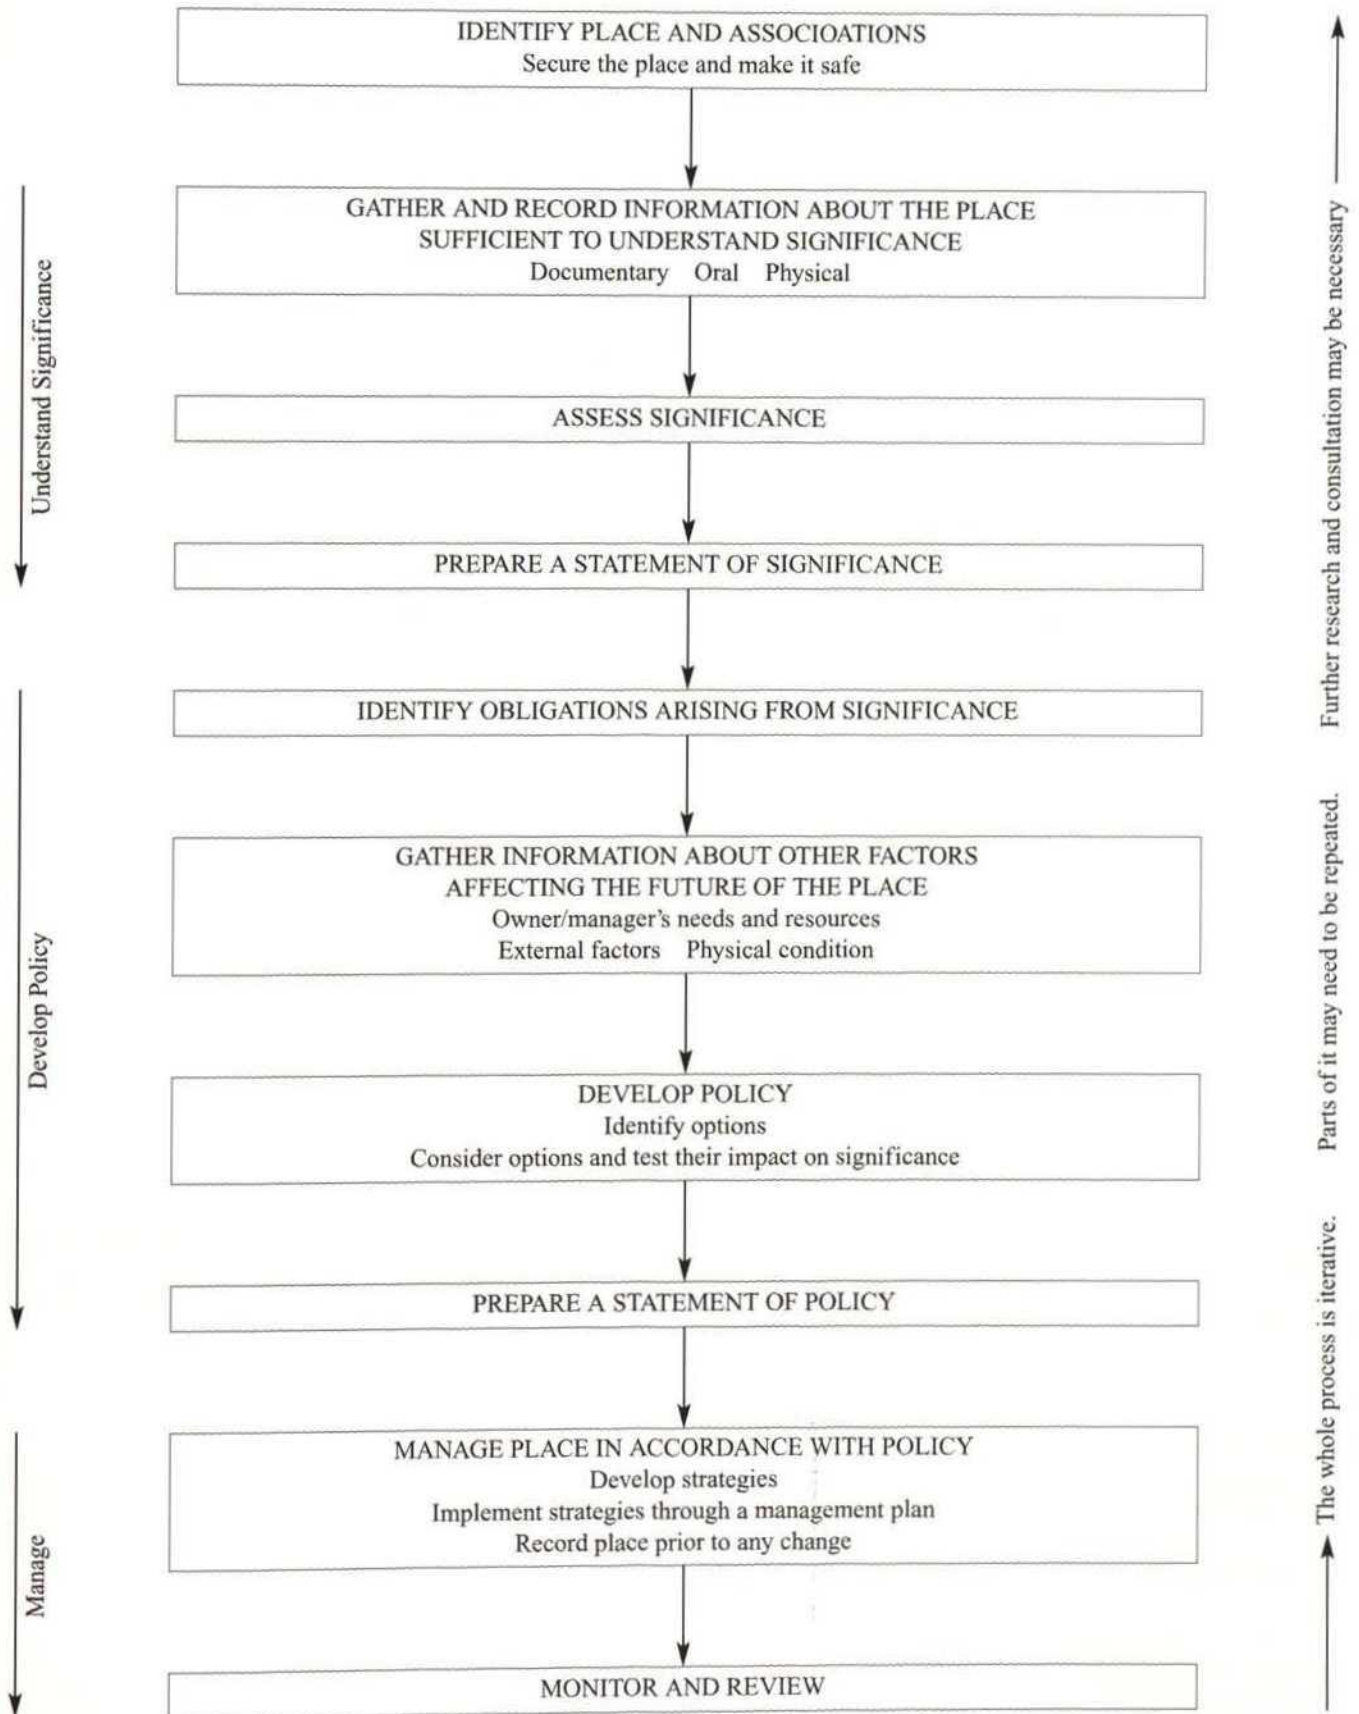 IDENTIFY PLACE AND ASSOCIOATIONS
Secure the place and make it safe
GATHER AND RECORD INFORMATION ABOUT THE PLACE
SUFFICIENT TO UNDERSTAND SIGNIFICANCE
Documentary Oral Physical
ASSESS SIGNIFICANCE
PREPARE A STATEMENT OF SIGNIFICANCE
Understand Significance
IDENTIFY OBLIGATIONS ARISING FROM SIGNIFICANCE
GATHER INFORMATION ABOUT OTHER FACTORS
AFFECTING THE FUTURE OF THE PLACE
Owner/manager's needs and resources
External factors Physical condition
DEVELOP POLICY
Identify options
Consider options and test their impact on significance
PREPARE A STATEMENT OF POLICY
Develop Policy
MANAGE PLACE IN ACCORDANCE WITH POLICY
Develop strategies
Implement strategies through a management plan
Record place prior to any change
MONITOR AND REVIEW
Manage
The whole process is iterative. Parts of it may need to be repeated. Further research and consultation may be necessary